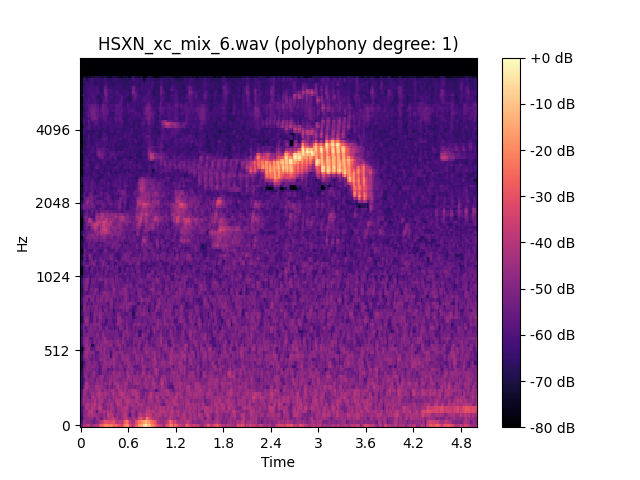 HSXN_xc_mix_6.wav (polyphony degree: 1)
+0 dB
-10 dB
-20 dB
-30 dB
-40 dB
-50 dB
-60 dB
-70 dB
-80 dB
4096
2048
1024
512
0
Hz
0 0.6 1.2 1.8 2.4 3 3.6 4.2 4.8
Time